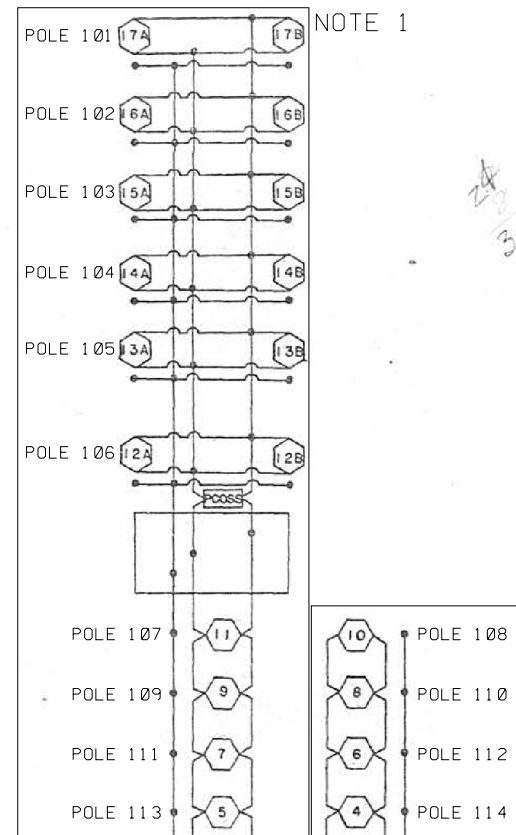 NOTE 1
POLE 101 17A 17B
POLE 102 16A 16B
POLE 103 15A 15B
POLE 104 14A 14B
POLE 105 13A 13B
POLE 106 12A 12B
PCOSS
POLE 107 11 10 POLE 108
POLE 109 9 8 POLE 110
POLE 111 7 6 POLE 112
POLE 113 5 4 POLE 114
3